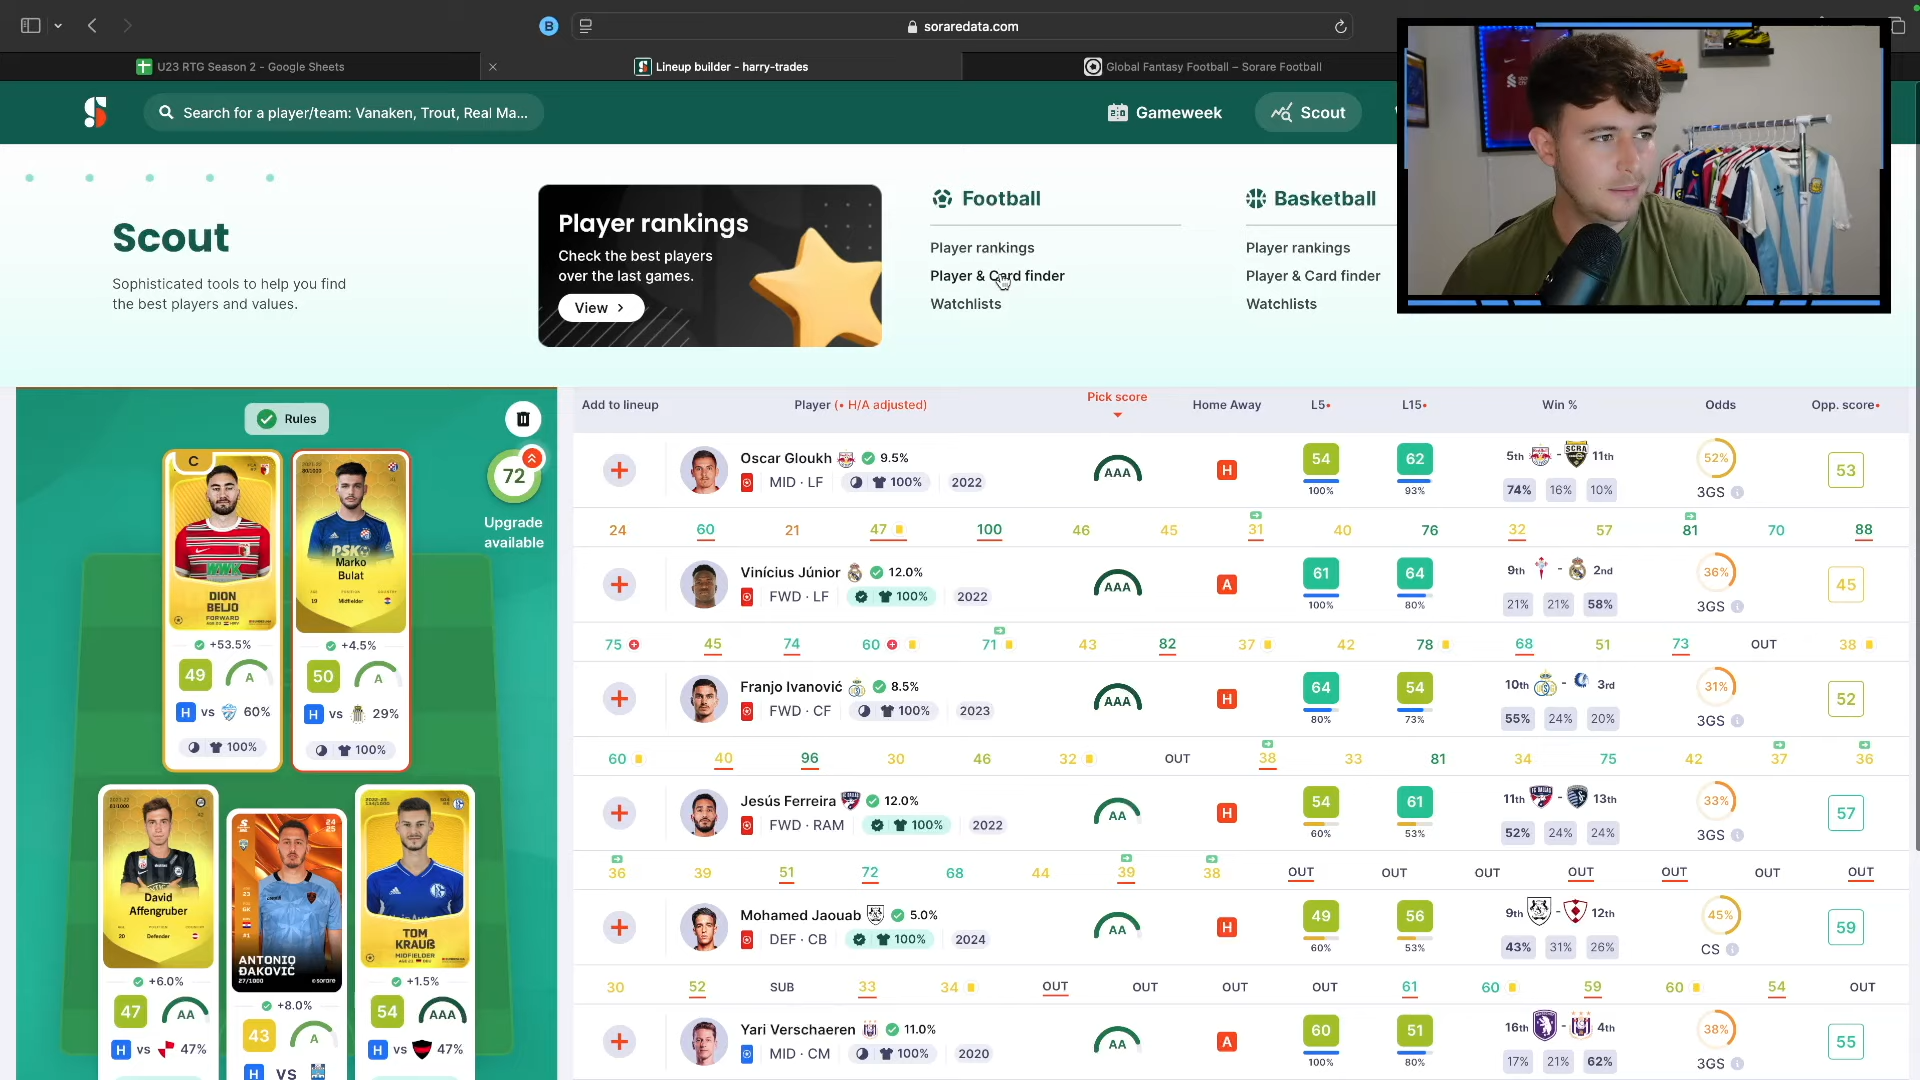 soraredata.com
U23 RTG Season 2 - Google Sheets
Lineup builder - harry-trades
Global Fantasy Football – Sorare Football
Search for a player/team: Vanaken, Trout, Real Ma...
Gameweek
Scout
Scout
Sophisticated tools to help you find
the best players and values.
Player rankings
Check the best players
over the last games.
View
Football
Player rankings
Player & Card finder
Watchlists
Basketball
Player rankings
Player & Card finder
Watchlists
Rules
72
Upgrade
available
C
DION
BELJO
FORWARD
+53.5%
49 A
H vs 60%
100%
Marko
Bulat
19 Midfielder
+4.5%
50 A
H vs 29%
100%
David
Affengruber
20 Defender
+6.0%
47 AA
H vs 47%
24
25
ANTONIO
ĐAKOVIĆ
27/1000 sorare
+8.0%
43 A
H VS
TOM
KRAUß
MIDFIELDER
+1.5%
54 AAA
H vs 47%
Add to lineup Player (• H/A adjusted) Pick score Home Away L5• L15• Win % Odds Opp. score•
Oscar Gloukh 9.5%
MID · LF 100% 2022
AAA H 54 100% 62 93%
5th - 11th
74% 16% 10%
52% 3GS 53
24 60 21 47 100 46 45 31 40 76 32 57 81 70 88
Vinícius Júnior 12.0%
FWD · LF 100% 2022
AAA A 61 100% 64 80%
9th - 2nd
21% 21% 58%
36% 3GS 45
75 45 74 60 71 43 82 37 42 78 68 51 73 OUT 38
Franjo Ivanović 8.5%
FWD · CF 100% 2023
AAA H 64 80% 54 73%
10th - 3rd
55% 24% 20%
31% 3GS 52
60 40 96 30 46 32 OUT 38 33 81 34 75 42 37 36
Jesús Ferreira 12.0%
FWD · RAM 100% 2022
AA H 54 60% 61 53%
11th - 13th
52% 24% 24%
33% 3GS 57
36 39 51 72 68 44 39 38 OUT OUT OUT OUT OUT OUT OUT
Mohamed Jaouab 5.0%
DEF · CB 100% 2024
AA H 49 60% 56 53%
9th - 12th
43% 31% 26%
45% CS 59
30 52 SUB 33 34 OUT OUT OUT OUT 61 60 59 60 54 OUT
Yari Verschaeren 11.0%
MID · CM 100% 2020
AA A 60 100% 51 80%
16th - 4th
17% 21% 62%
38% 3GS 55